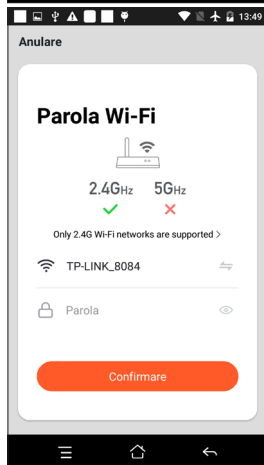 13:49
Anulare
Parola Wi-Fi
2.4GHz 5GHz
Only 2.4G Wi-Fi networks are supported >
TP-LINK_8084
Parola
Confirmare